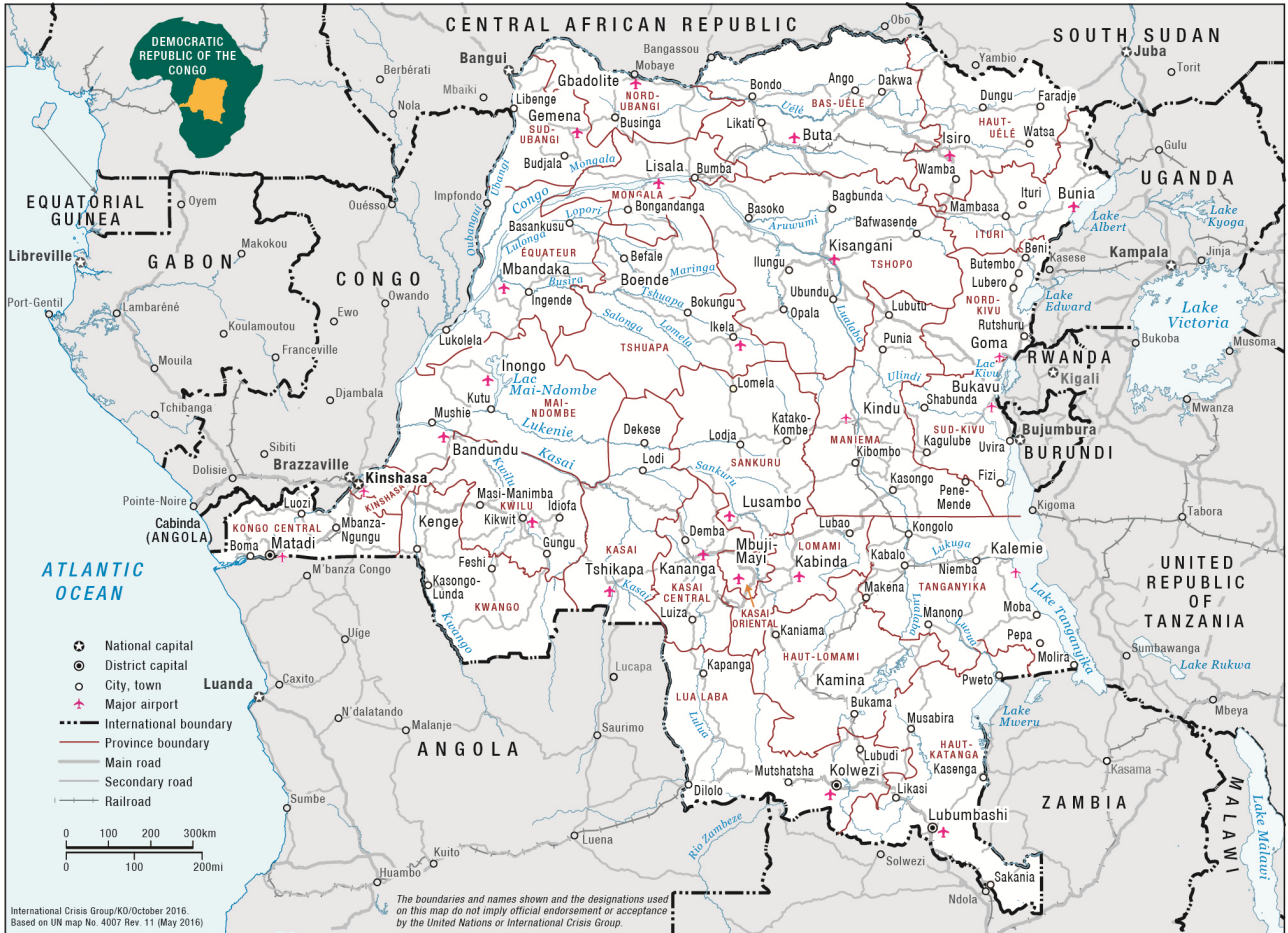 CENTRAL AFRICAN REPUBLIC
SOUTH SUDAN
DEMOCRATIC
REPUBLIC OF THE
CONGO
Bangui
Bangassou
Obo
Juba
Torit
Yambio
Berbérati
Mbaiki
Nola
Mobaye
Gbadolite
NORD-
UBANGI
Libenge
Gemena
SUD-
UBANGI
Businga
Budjala
Mongala
Bondo
Ango
Dakwa
BAS-UÉLÉ
Uélé
Likati
Buta
Dungu
Faradje
HAUT-
UÉLÉ
Watsa
Isiro
Wamba
Gulu
UGANDA
EQUATORIAL
GUINEA
Oyem
Ouésso
Impfondo
Oubangui
Ubangi
Congo
Lisala
Bumba
MONGALA
Bongandanga
Lopori
Basankusu
Lulonga
Basoko
Aruwumi
Bagbunda
Bafwasende
Mambasa
Ituri
Bunia
ITURI
Lake
Albert
Lake
Kyoga
Makokou
Libreville
GABON
CONGO
ÉQUATEUR
Mbandaka
Befale
Boende
Maringa
Busira
Ingende
Tshuapa
Bokungu
Salonga
Lomela
Ikela
TSHUAPA
Ilungu
Kisangani
TSHOPO
Ubundu
Opala
Lualaba
Lubutu
Beni
Butembo
Lubero
NORD-
KIVU
Rutshuru
Goma
Kasese
Kampala
Jinja
Lake
Edward
Lake
Victoria
Port-Gentil
Lambaréné
Koulamoutou
Ewo
Owando
Lukolela
Punia
RWANDA
Kigali
Bukoba
Musoma
Mouila
Franceville
Djambala
Inongo
Lac
Mai-Ndombe
MAI-
NDOMBE
Kutu
Mushie
Lukenie
Lomela
Ulindi
Lac
Kivu
Bukavu
Shabunda
Mwanza
Tchibanga
Sibiti
Brazzaville
Dolisie
Kinshasa
KINSHASA
Bandundu
Kasai
Dekese
Lodi
Lodja
Katako-
Kombe
SANKURU
Sankuru
Kindu
MANIEMA
Kibombo
SUD-KIVU
Kagulube
Uvira
Fizi
Bujumbura
BURUNDI
Pointe-Noire
Cabinda
(ANGOLA)
Luozi
KONGO CENTRAL
Matadi
Boma
Mbanza-
Ngungu
Kenge
Kwilu
Masi-Manimba
KWILU
Kikwit
Idiofa
Gungu
Feshi
Kasongo-
Lunda
KWANGO
Kwango
Lusambo
Demba
Mbuji-
Mayi
Kananga
KASAI
Tshikapa
Kasai
KASAI
CENTRAL
Luiza
KASAI
ORIENTAL
Lubao
LOMAMI
Kabinda
Kasongo
Pene-
Mende
Kongolo
Kabalo
Lukuga
Niemba
Kalemie
TANGANYIKA
Makena
Lualaba
Manono
Luvua
Moba
Pepa
Molira
Lake Tanganyika
Kigoma
Tabora
UNITED
REPUBLIC
OF
TANZANIA
Sumbawanga
Lake Rukwa
Mbeya
ATLANTIC
OCEAN
M'banza Congo
Uíge
Caxito
Luanda
N'dalatando
Malanje
Lucapa
Saurimo
ANGOLA
Kaniama
HAUT-LOMAMI
Kapanga
LUALABA
Lulua
Kamina
Bukama
Musabira
Pweto
Lake
Mweru
HAUT-
KATANGA
Kasenga
Lubudi
Mutshatsha
Kolwezi
Dilolo
Likasi
Lubumbashi
Sakania
Ndola
Solwezi
Kasama
ZAMBIA
MALAWI
Lake Malawi
Sumbe
Huambo
Kuito
Luena
Rio Zambeze
National capital
District capital
City, town
Major airport
International boundary
Province boundary
Main road
Secondary road
Railroad
0 100 200 300km
0 100 200mi
International Crisis Group/KO/October 2016.
Based on UN map No. 4007 Rev. 11 (May 2016)
The boundaries and names shown and the designations used
on this map do not imply official endorsement or acceptance
by the United Nations or International Crisis Group.